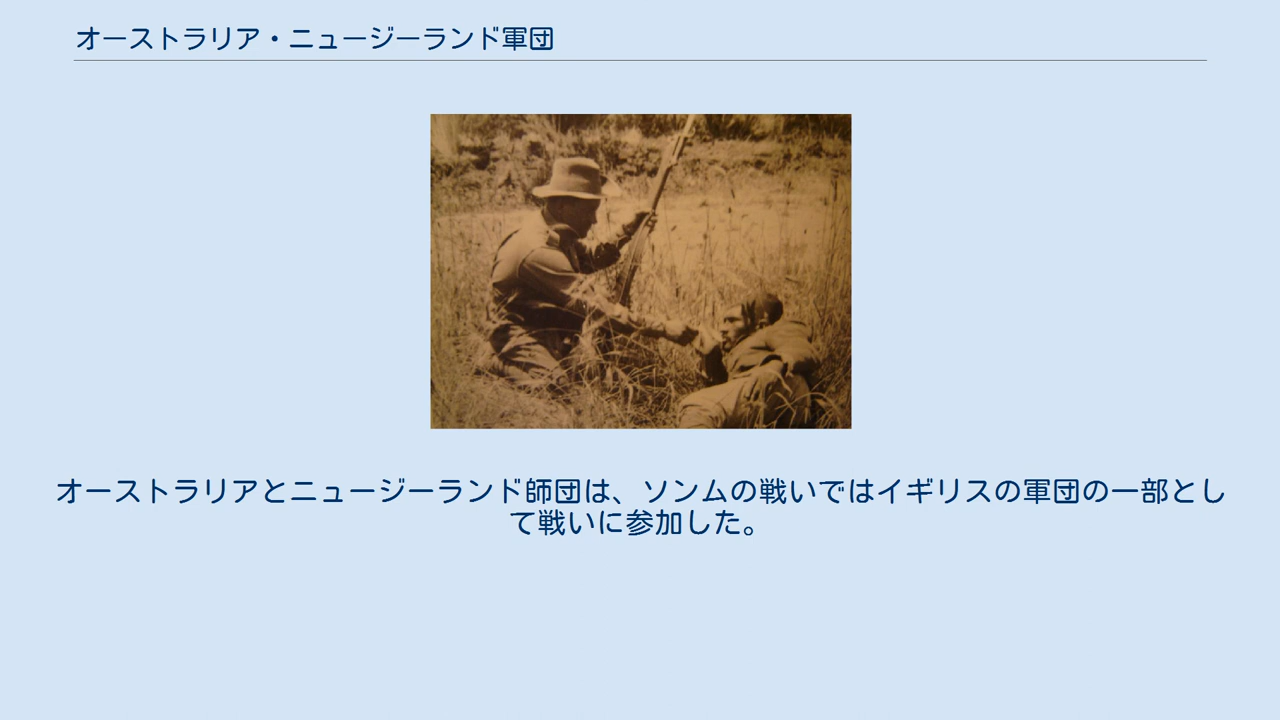 オーストラリア・ニュージーランド軍団
オーストラリアとニュージーランド師団は、ソンムの戦いではイギリスの軍団の一部とし
て戦いに参加した。